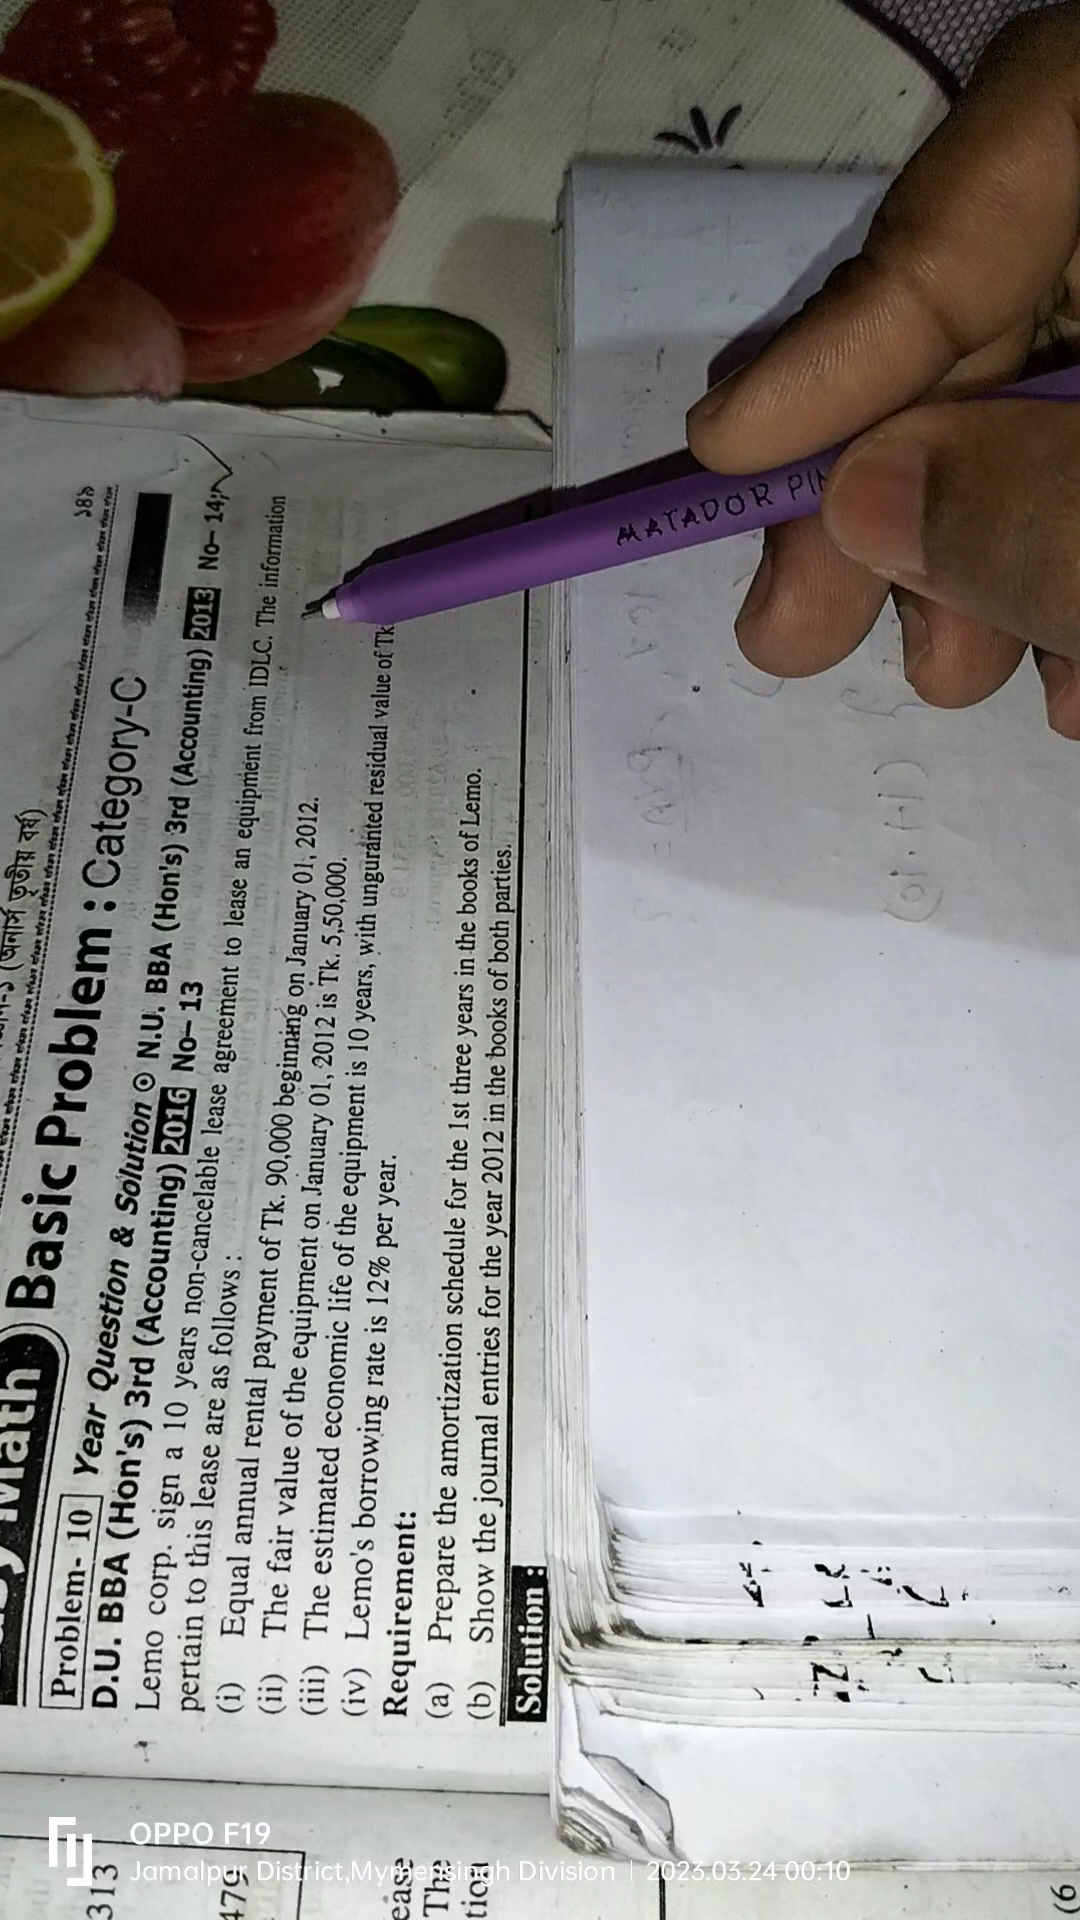 (অনার্স তৃতীয় বর্ষ)
১৪৯
Math
Basic Problem : Category-C
Problem- 10 Year Question & Solution ⊙ N.U. BBA (Hon's) 3rd (Accounting) 2013 No– 14;
D.U. BBA (Hon's) 3rd (Accounting) 2016 No– 13
Lemo corp. sign a 10 years non-cancelable lease agreement to lease an equipment from IDLC. The information
pertain to this lease are as follows :
(i) Equal annual rental payment of Tk. 90,000 beginning on January 01, 2012.
(ii) The fair value of the equipment on January 01, 2012 is Tk. 5,50,000.
(iii) The estimated economic life of the equipment is 10 years, with unguranted residual value of Tk
(iv) Lemo's borrowing rate is 12% per year.
Requirement:
(a) Prepare the amortization schedule for the 1st three years in the books of Lemo.
(b) Show the journal entries for the year 2012 in the books of both parties.
Solution :
MATADOR PIN
313
479
ease
The
tion
(6
OPPO F19
Jamalpur District,Mymensingh Division | 2023.03.24 00:10